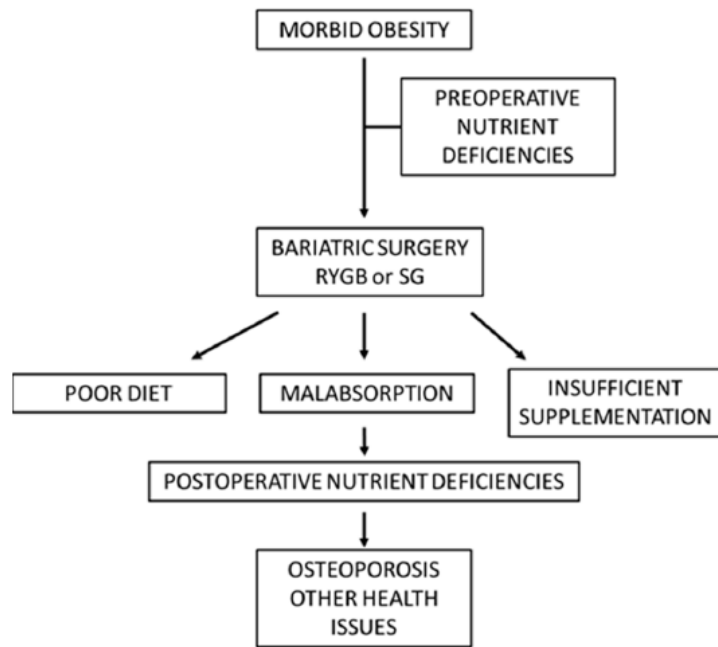 MORBID OBESITY
PREOPERATIVE
NUTRIENT
DEFICIENCIES
BARIATRIC SURGERY
RYGB or SG
POOR DIET
MALABSORPTION
INSUFFICIENT
SUPPLEMENTATION
POSTOPERATIVE NUTRIENT DEFICIENCIES
OSTEOPOROSIS
OTHER HEALTH
ISSUES